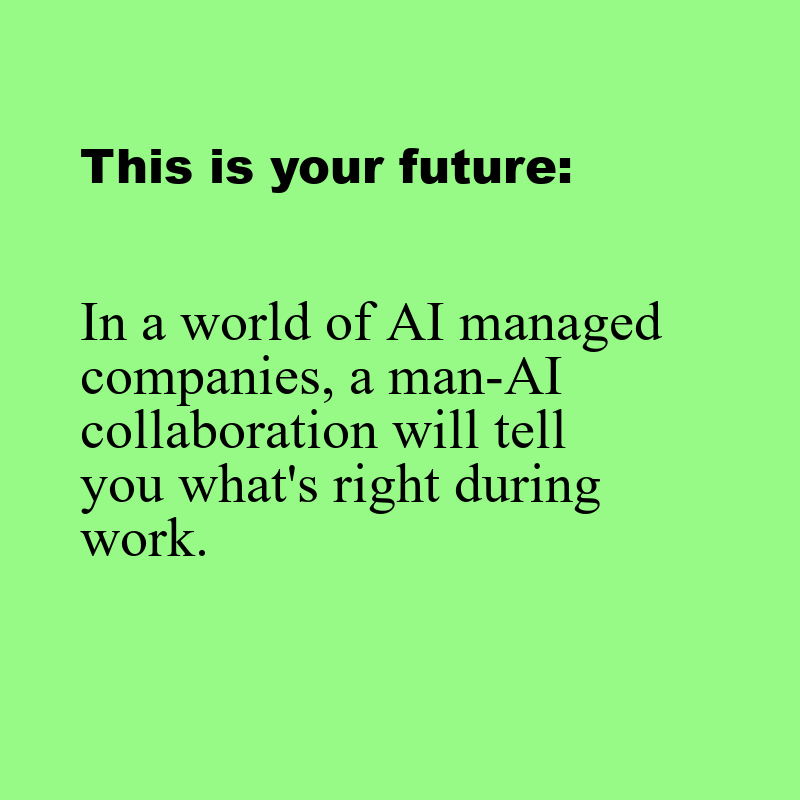 This is your future:
In a world of AI managed
companies, a man-AI
collaboration will tell
you what's right during
work.